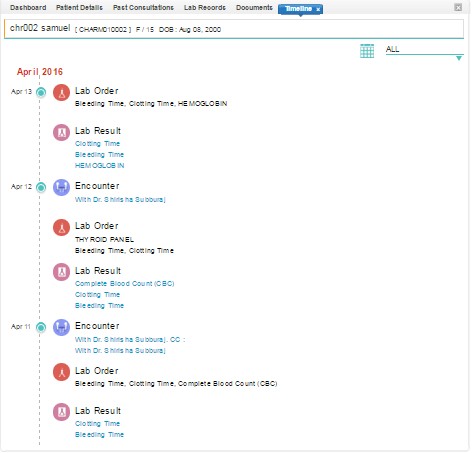 Dashboard Patient Details Past Consultations Lab Records Documents Timeline x
chr002 samuel [ CHARM010002 ] F / 15 DOB : Aug 08, 2000
ALL
April, 2016
Apr 13 Lab Order
Bleeding Time, Clotting Time, HEMOGLOBIN
Lab Result
Clotting Time
Bleeding Time
HEMOGLOBIN
Apr 12 Encounter
With Dr. Shirisha Subburaj
Lab Order
THYROID PANEL
Bleeding Time, Clotting Time
Lab Result
Complete Blood Count (CBC)
Clotting Time
Bleeding Time
Apr 11 Encounter
With Dr. Shirisha Subburaj. CC :
With Dr. Shirisha Subburaj
Lab Order
Bleeding Time, Clotting Time, Complete Blood Count (CBC)
Lab Result
Clotting Time
Bleeding Time